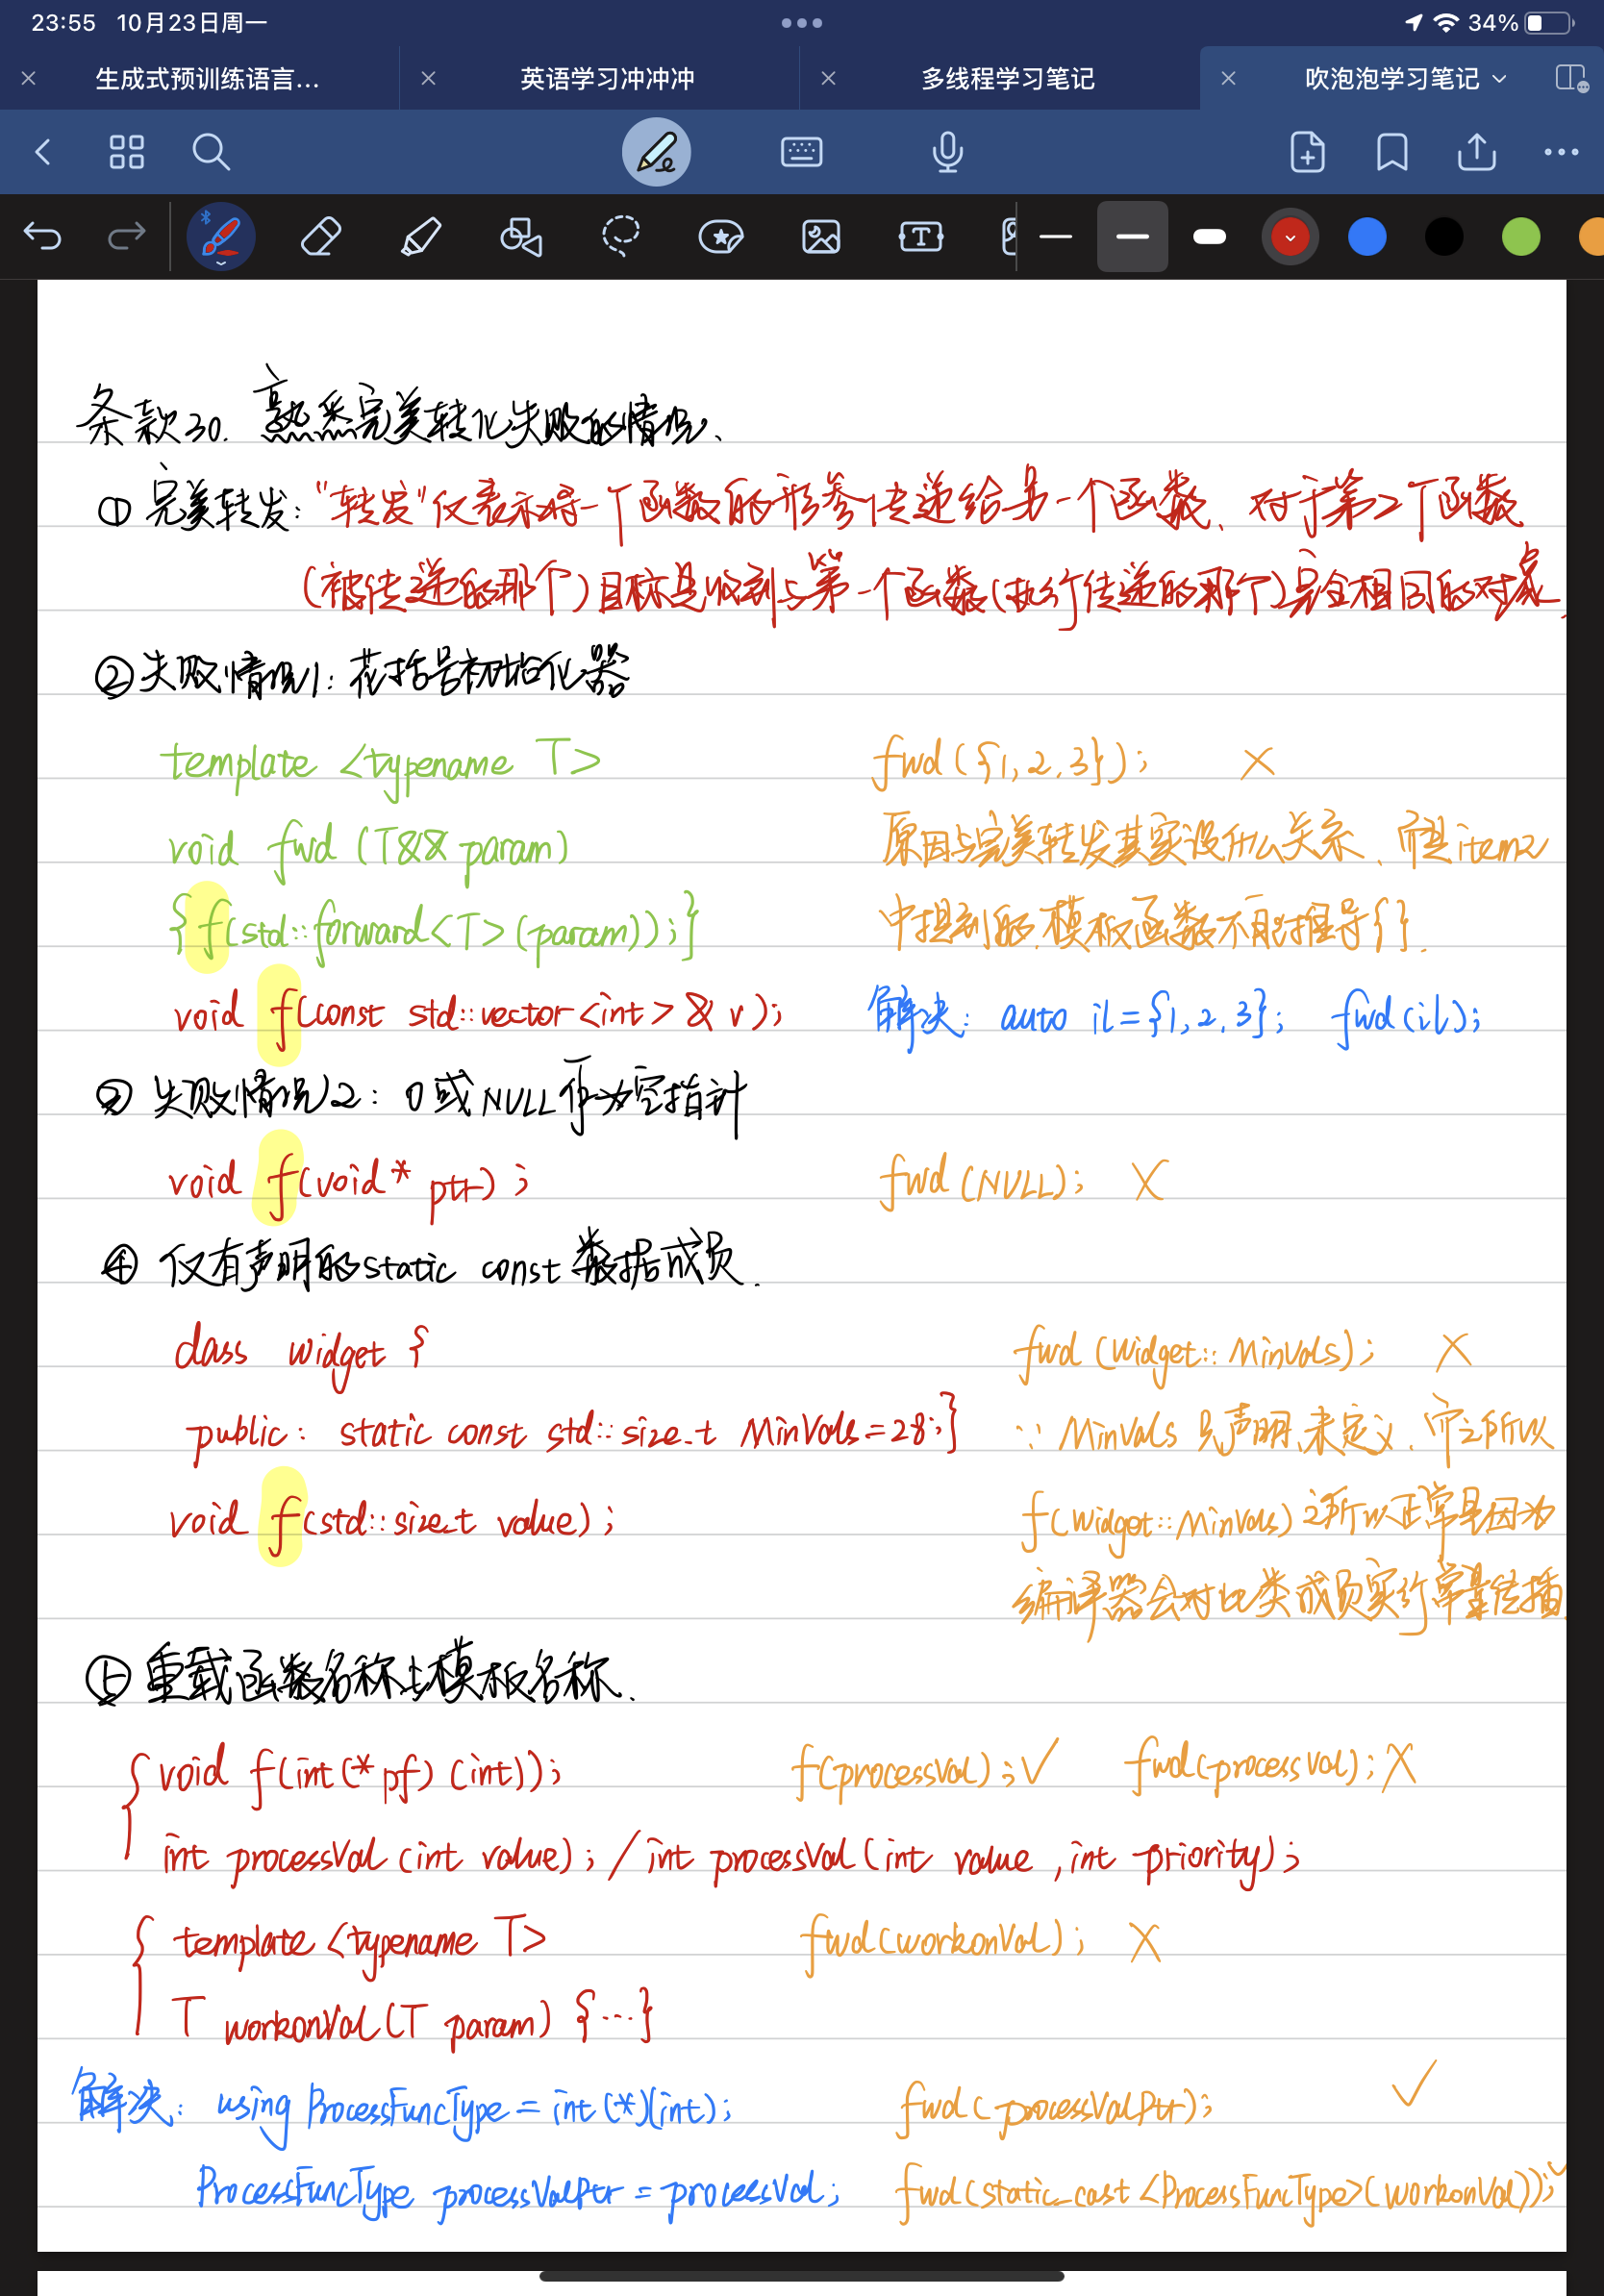 23:55 10月23日周一 34%
生成式预训练语言... 英语学习冲冲冲 多线程学习笔记 吹泡泡学习笔记
条款30. 熟悉完美转化失败的情况.
① 完美转发: "转发"仅表示将一个函数的形参传递给另一个函数、对于第2个函数
(被传递的那个)目标是收到与第一个函数(执行传递的那个)完全相同的对象.
② 失败情况1: 花括号初始化器
template <typename T> fwd({1,2,3}); ×
void fwd (T&& param) 原因与完美转发其实没什么关系、而是item2
{f(std::forward<T>(param));} 中提到的.模板函数不能推导{}.
void f(const std::vector<int>& v); 解决: auto il={1,2,3}; fwd(il);
③ 失败情况2: 0或NULL作为空指针
void f(void* ptr); fwd(NULL); ×
④ 仅有声明的static const数据成员.
class widget { fwd(widget::MinVals); ×
public: static const std::size_t MinVals=28;} ∵ MinVals 只声明,未定义.而之所以
void f(std::size_t value); f(widget::MinVals)之所以正常是因为
编译器会对此类成员实行常量传播.
⑤ 重载函数名称与模板名称.
void f(int(*pf)(int)); f(processVal);✓ fwd(processVal);×
int processVal(int value); / int processVal(int value, int priority);
template <typename T> fwd(workonVal); ×
T workonVal(T param) {...}
解决: using ProcessFuncType = int(*)(int); fwd(processValPtr); ✓
ProcessFuncType processValPtr = processVal; fwd(static_cast<ProcessFuncType>(workonVal));✓